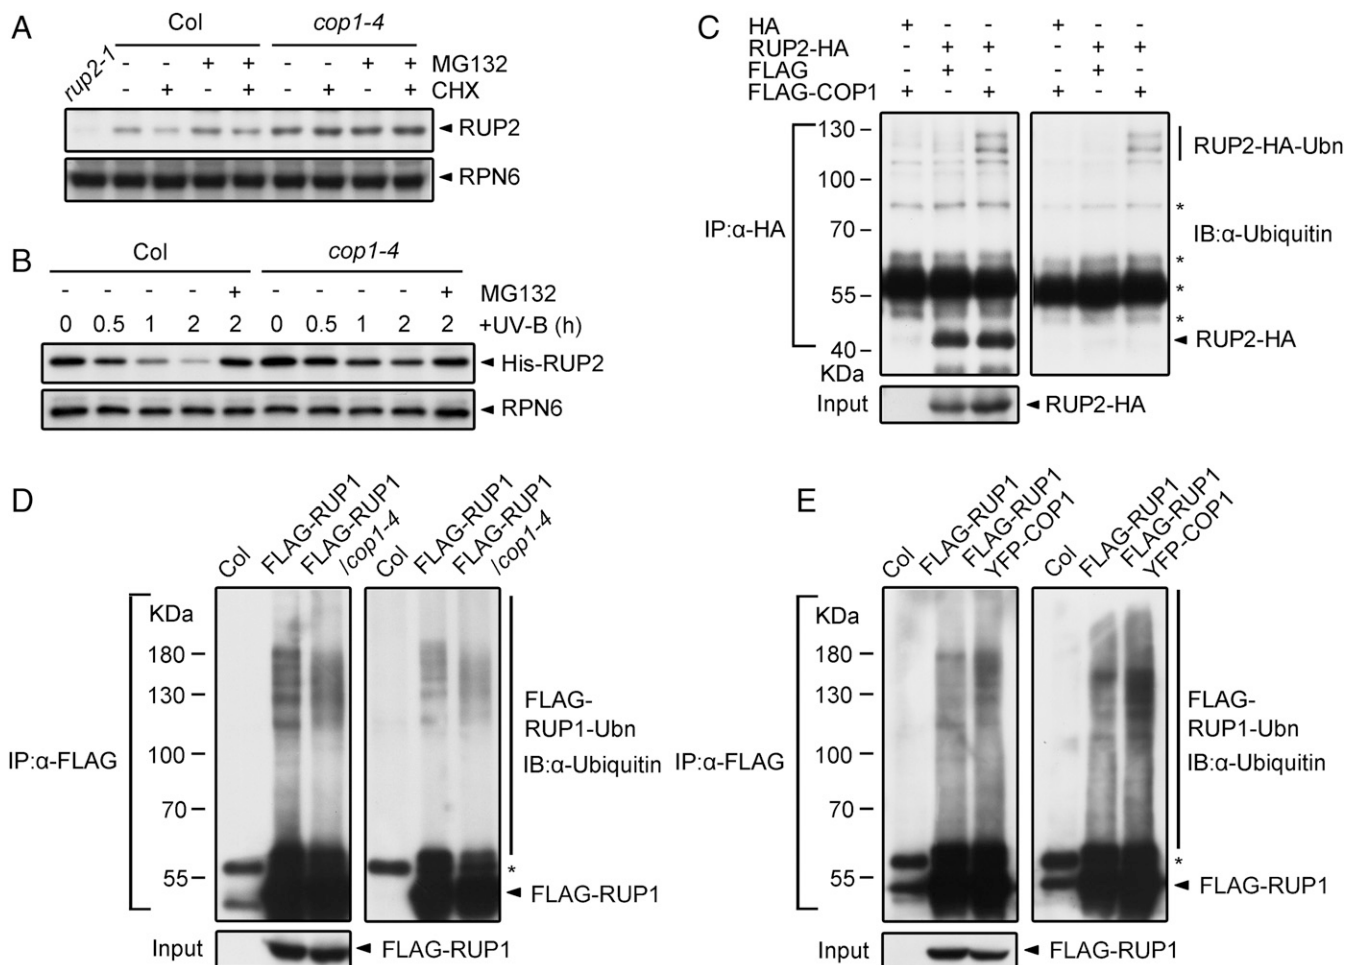 A
Col
cop1-4
rup2-1
- - + + - - + + MG132
- + - + - + - + CHX
RUP2
RPN6
B
Col
cop1-4
- - - - + - - - - + MG132
0 0.5 1 2 2 0 0.5 1 2 2 +UV-B (h)
His-RUP2
RPN6
C
HA + - - + - -
RUP2-HA - + + - + +
FLAG - + - - + -
FLAG-COP1 + - + + - +
IP:α-HA
130
100
70
55
40
KDa
RUP2-HA-Ubn
*
IB:α-Ubiquitin
*
*
*
RUP2-HA
Input
RUP2-HA
D
Col
FLAG-RUP1
FLAG-RUP1
/cop1-4
Col
FLAG-RUP1
FLAG-RUP1
/cop1-4
IP:α-FLAG
KDa
180
130
100
70
55
FLAG-
RUP1-Ubn
IB:α-Ubiquitin
*
FLAG-RUP1
Input
FLAG-RUP1
E
Col
FLAG-RUP1
FLAG-RUP1
YFP-COP1
Col
FLAG-RUP1
FLAG-RUP1
YFP-COP1
IP:α-FLAG
KDa
180
130
100
70
55
FLAG-
RUP1-Ubn
IB:α-Ubiquitin
*
FLAG-RUP1
Input
FLAG-RUP1